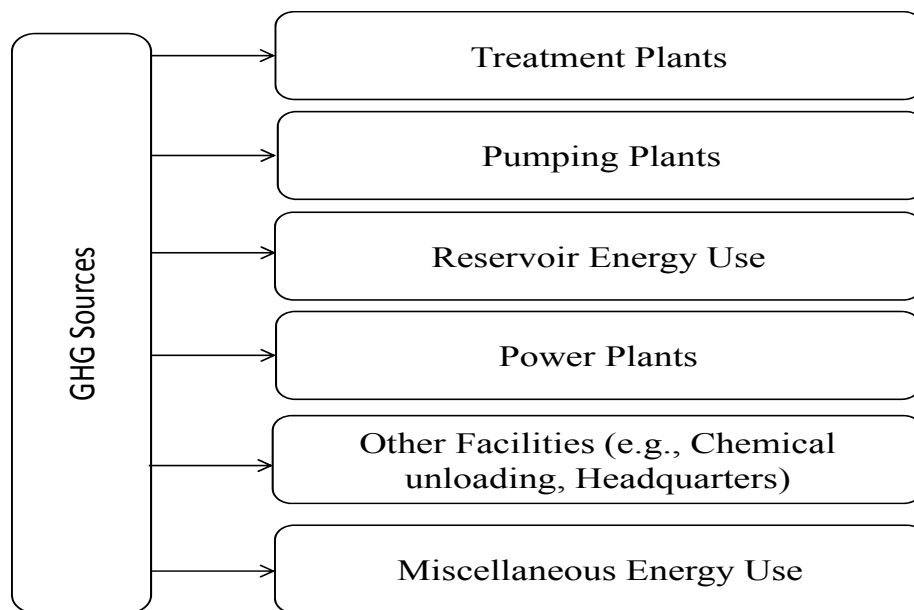 GHG Sources
Treatment Plants
Pumping Plants
Reservoir Energy Use
Power Plants
Other Facilities (e.g., Chemical
unloading, Headquarters)
Miscellaneous Energy Use